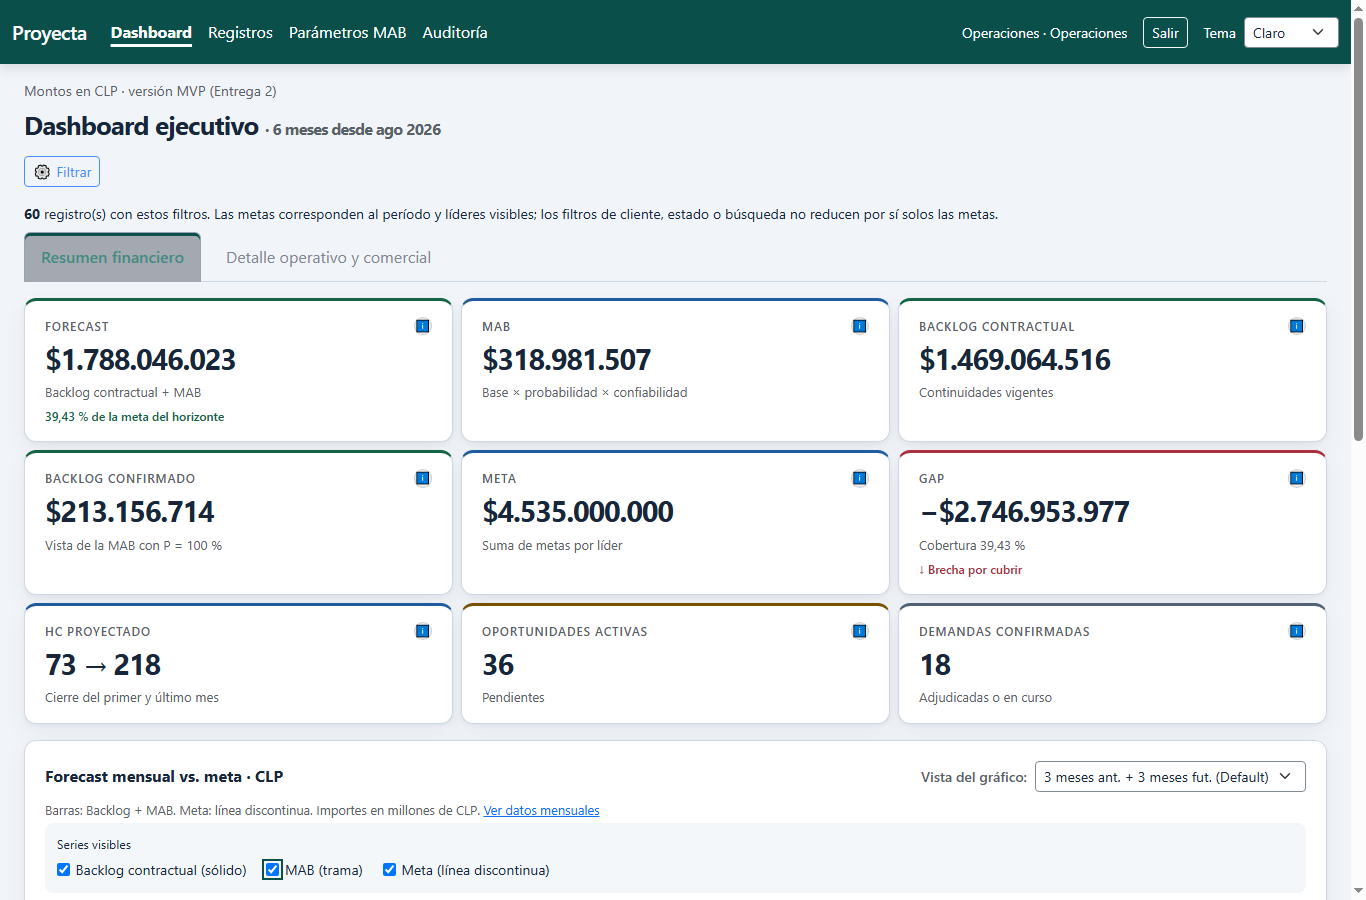 Proyecta Dashboard Registros Parámetros MAB Auditoría Operaciones · Operaciones Salir Tema Claro
Montos en CLP · versión MVP (Entrega 2)
Dashboard ejecutivo · 6 meses desde ago 2026
Filtrar
60 registro(s) con estos filtros. Las metas corresponden al período y líderes visibles; los filtros de cliente, estado o búsqueda no reducen por sí solos las metas.
Resumen financiero Detalle operativo y comercial
FORECAST
$1.788.046.023
Backlog contractual + MAB
39,43 % de la meta del horizonte
MAB
$318.981.507
Base × probabilidad × confiabilidad
BACKLOG CONTRACTUAL
$1.469.064.516
Continuidades vigentes
BACKLOG CONFIRMADO
$213.156.714
Vista de la MAB con P = 100 %
META
$4.535.000.000
Suma de metas por líder
GAP
−$2.746.953.977
Cobertura 39,43 %
↓ Brecha por cubrir
HC PROYECTADO
73 → 218
Cierre del primer y último mes
OPORTUNIDADES ACTIVAS
36
Pendientes
DEMANDAS CONFIRMADAS
18
Adjudicadas o en curso
Forecast mensual vs. meta · CLP
Vista del gráfico: 3 meses ant. + 3 meses fut. (Default)
Barras: Backlog + MAB. Meta: línea discontinua. Importes en millones de CLP. Ver datos mensuales
Series visibles
Backlog contractual (sólido) MAB (trama) Meta (línea discontinua)